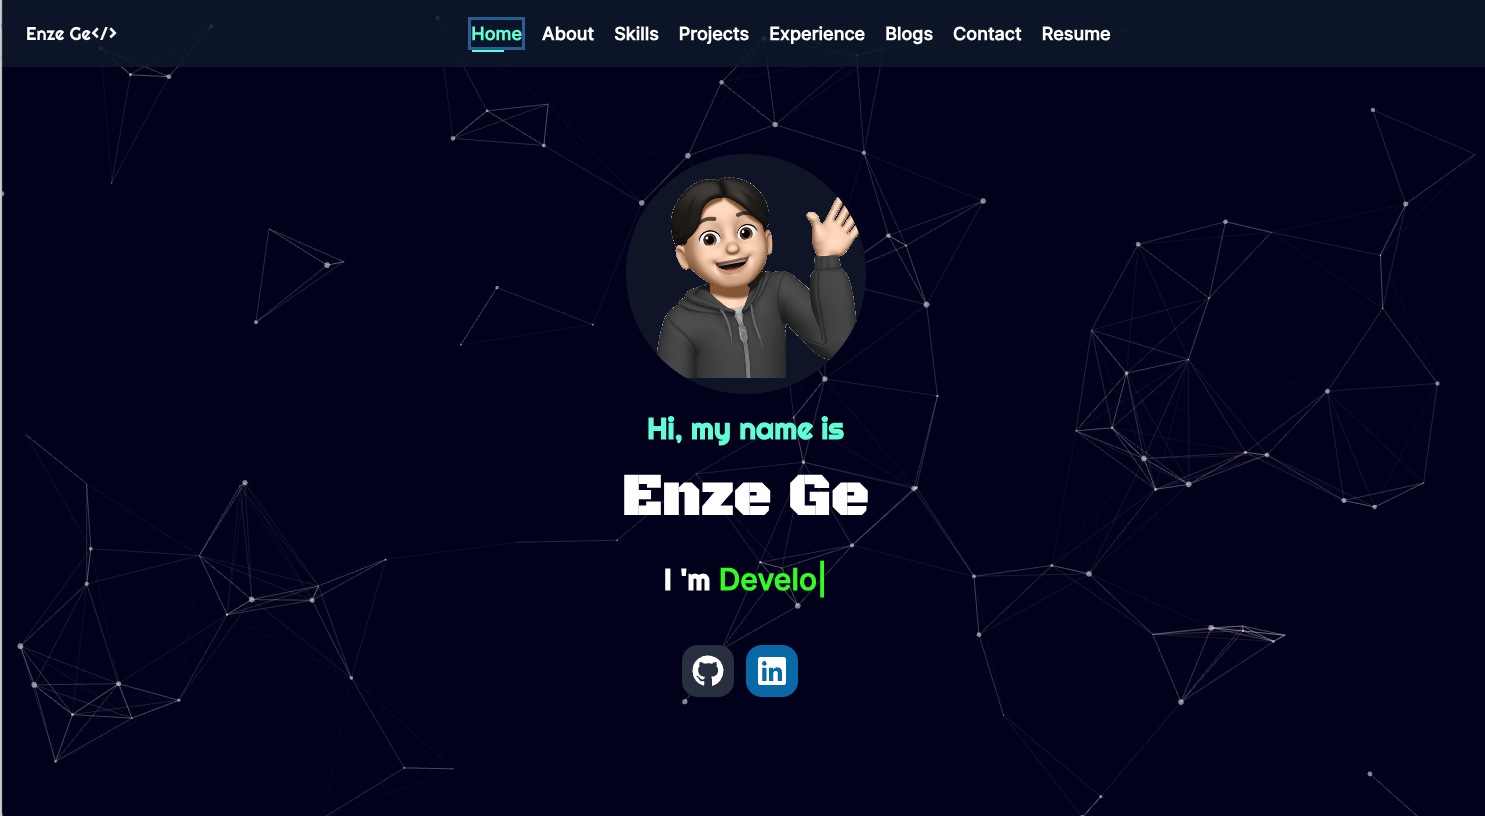 Enze Ge</>
Home About Skills Projects Experience Blogs Contact Resume
Hi, my name is
Enze Ge
I 'm Develo|
in